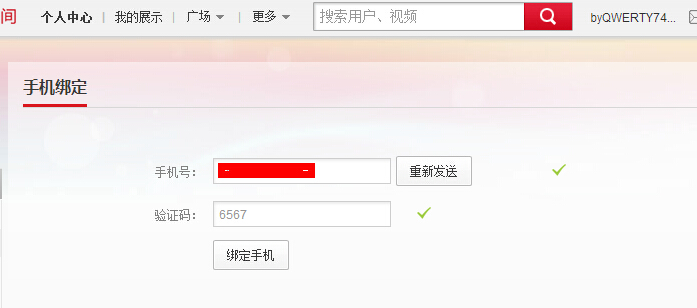 间 个人中心 我的展示 广场 更多 搜索用户、视频 byQWERTY74...
手机绑定
手机号： 重新发送
验证码： 6567
绑定手机